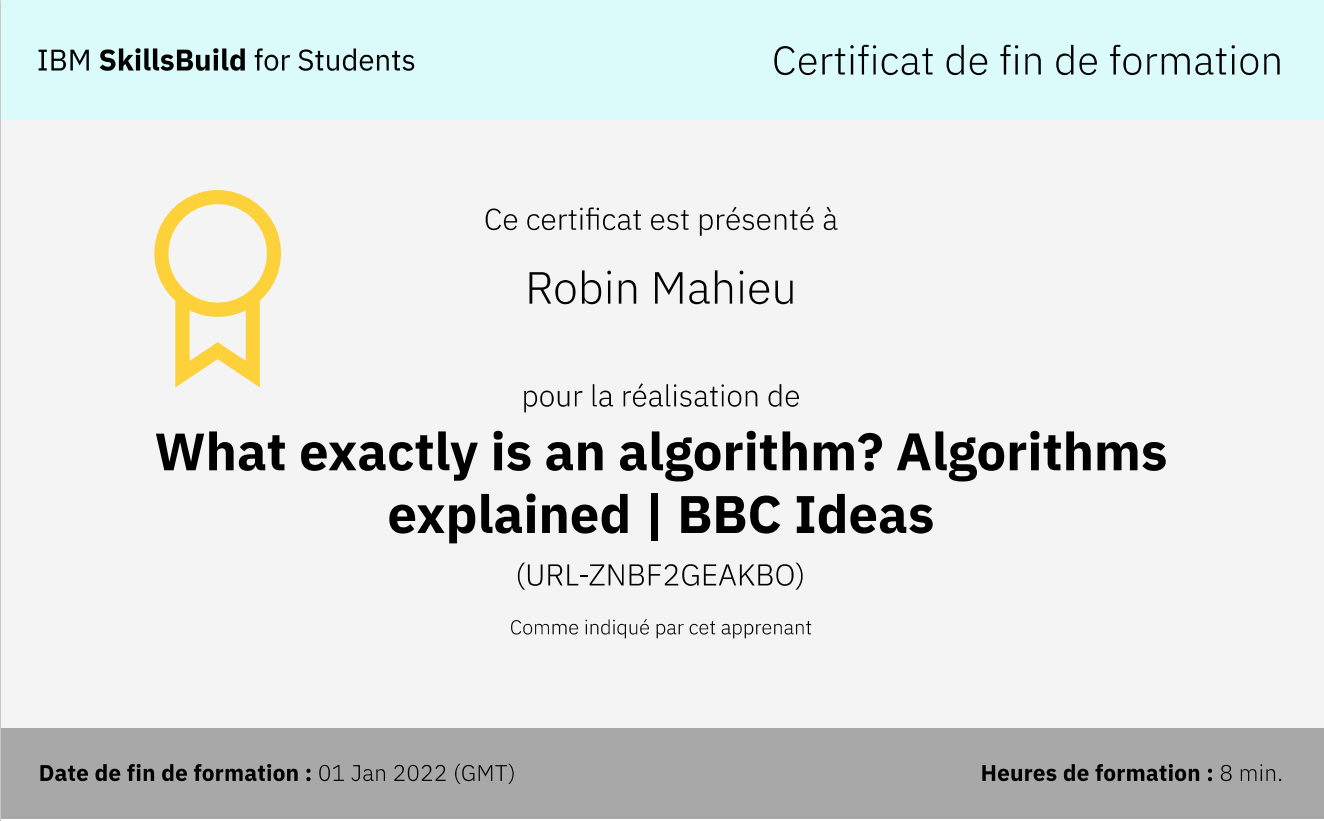 IBM SkillsBuild for Students
Certificat de fin de formation
Ce certificat est présenté à
Robin Mahieu
pour la réalisation de
What exactly is an algorithm? Algorithms
explained | BBC Ideas
(URL-ZNBF2GEAKBO)
Comme indiqué par cet apprenant
Date de fin de formation : 01 Jan 2022 (GMT)
Heures de formation : 8 min.